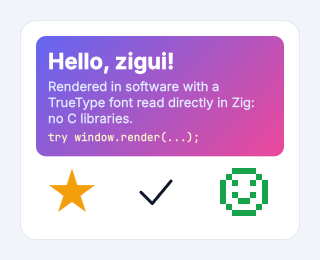 Hello, zigui!
Rendered in software with a
TrueType font read directly in Zig:
no C libraries.
try window.render(...);